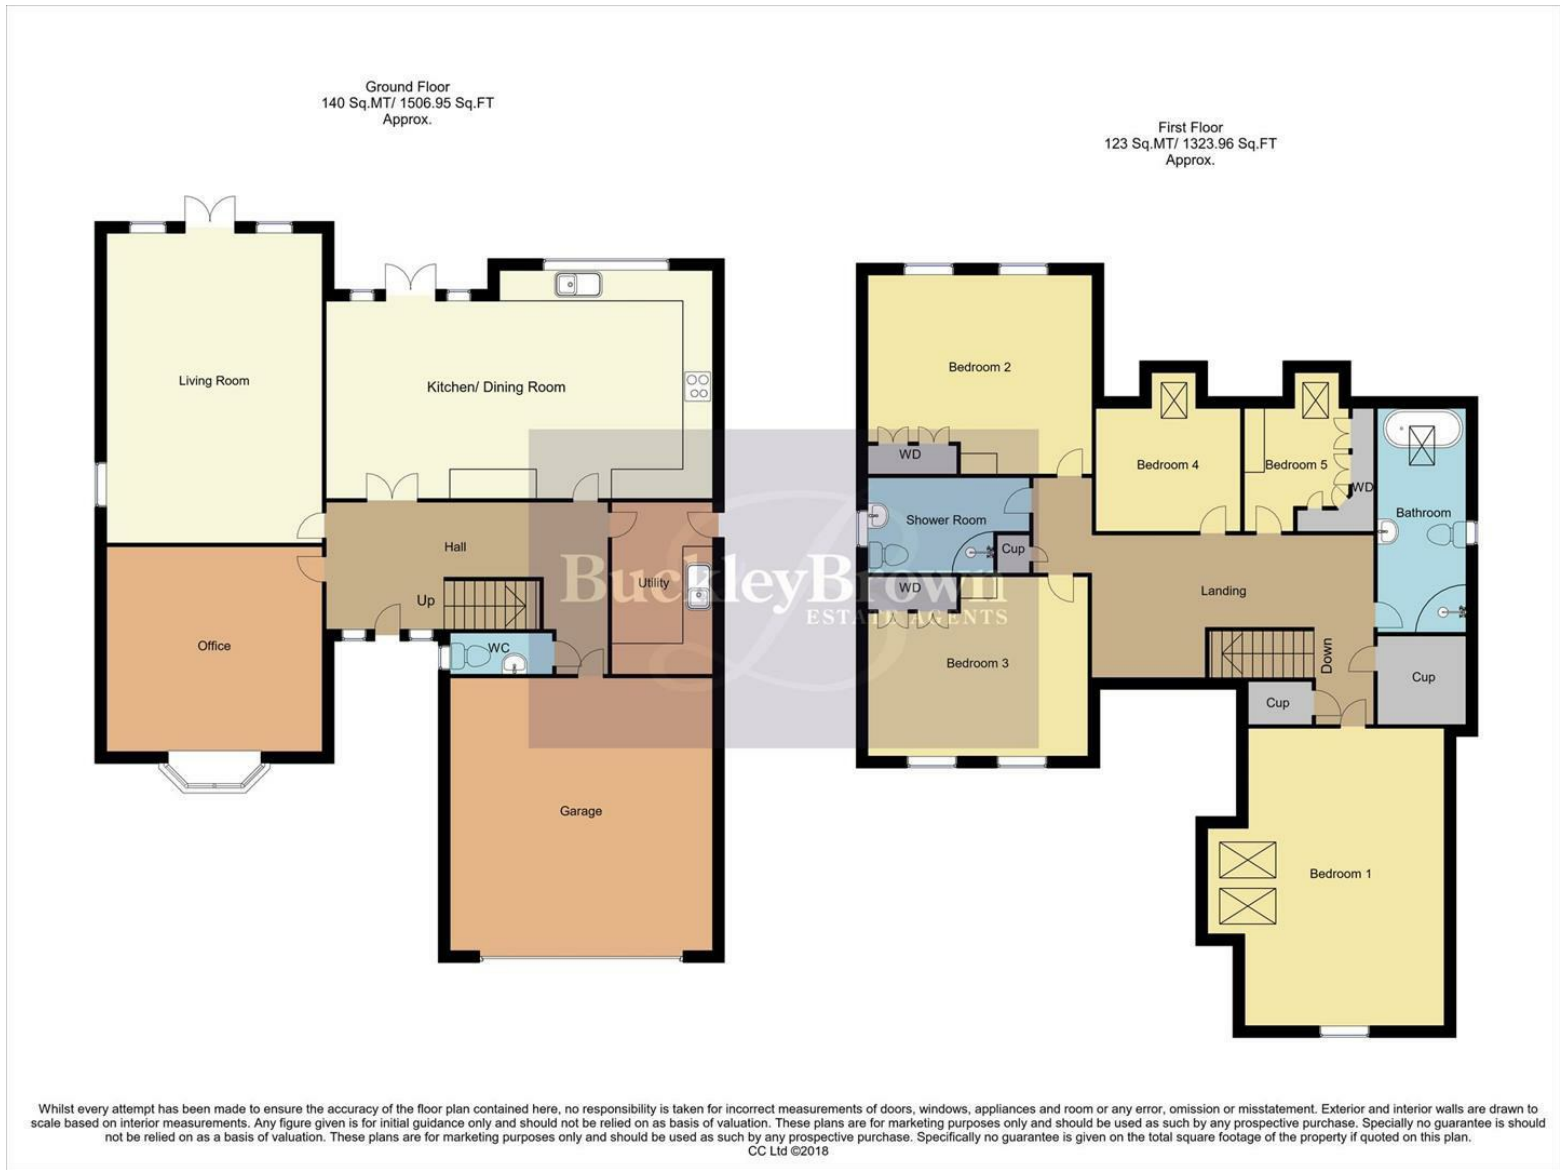 Ground Floor
140 Sq.MT/ 1506.95 Sq.FT
Approx.
First Floor
123 Sq.MT/ 1323.96 Sq.FT
Approx.
Living Room
Kitchen/ Dining Room
Hall
Up
Utility
WC
Office
Garage
Bedroom 2
WD
Bedroom 4
Bedroom 5
WD
Bathroom
Shower Room
Cup
WD
Landing
Bedroom 3
Down
Cup
Cup
Bedroom 1
BuckleyBrown
ESTATE AGENTS
Whilst every attempt has been made to ensure the accuracy of the floor plan contained here, no responsibility is taken for incorrect measurements of doors, windows, appliances and room or any error, omission or misstatement. Exterior and interior walls are drawn to
scale based on interior measurements. Any figure given is for initial guidance only and should not be relied on as basis of valuation. These plans are for marketing purposes only and should be used as such by any prospective purchase. Specially no guarantee is should
not be relied on as a basis of valuation. These plans are for marketing purposes only and should be used as such by any prospective purchase. Specifically no guarantee is given on the total square footage of the property if quoted on this plan.
CC Ltd ©2018